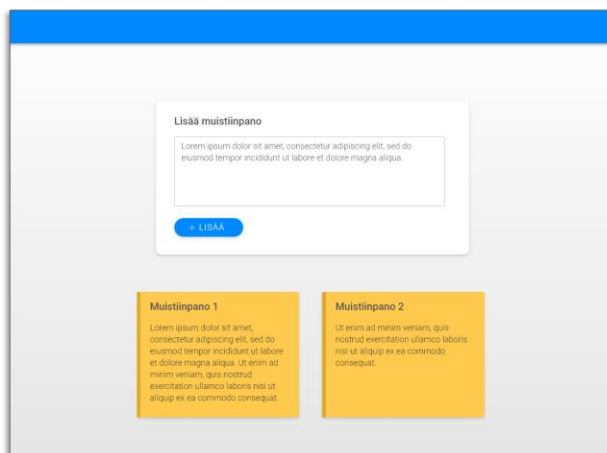 Lisää muistiinpano
Lorem ipsum dolor sit amet, consectetur adipiscing elit, sed do
eiusmod tempor incididunt ut labore et dolore magna aliqua.
+ LISÄÄ
Muistiinpano 1
Lorem ipsum dolor sit amet,
consectetur adipiscing elit, sed do
eiusmod tempor incididunt ut labore
et dolore magna aliqua. Ut enim ad
minim veniam, quis nostrud
exercitation ullamco laboris nisi ut
aliquip ex ea commodo consequat.
Muistiinpano 2
Ut enim ad minim veniam, quis
nostrud exercitation ullamco laboris
nisi ut aliquip ex ea commodo
consequat.